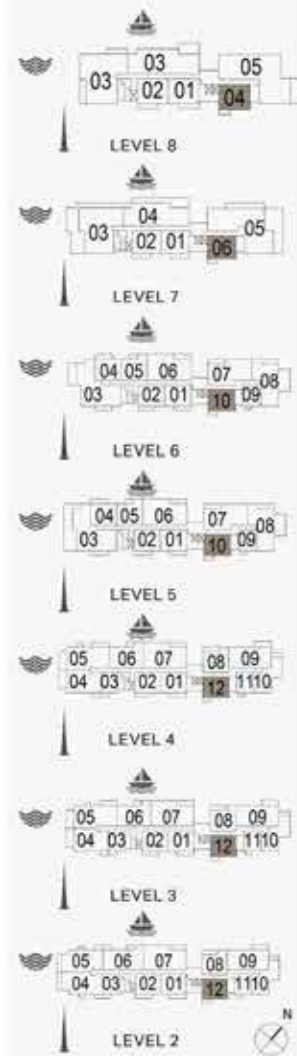 03 05
03 02 01 04
LEVEL 8
04 05
03 02 01 06
LEVEL 7
04 05 06 07 08
03 02 01 10 09
LEVEL 6
04 05 06 07 08
03 02 01 10 09
LEVEL 5
05 06 07 08 09
04 03 02 01 12 1110
LEVEL 4
05 06 07 08 09
04 03 02 01 12 1110
LEVEL 3
05 06 07 08 09
04 03 02 01 12 1110
LEVEL 2
N